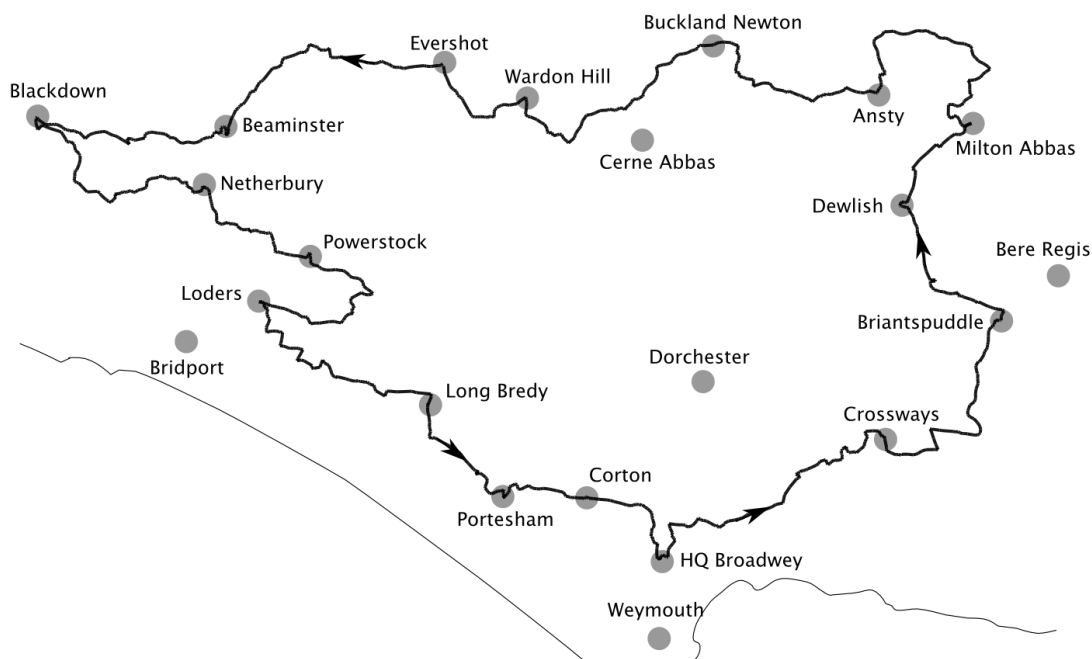 Buckland Newton
Evershot
Wardon Hill
Blackdown
Ansty
Beaminster
Milton Abbas
Cerne Abbas
Netherbury
Dewlish
Powerstock
Bere Regis
Loders
Briantspuddle
Dorchester
Bridport
Long Bredy
Crossways
Corton
Portesham
HQ Broadwey
Weymouth